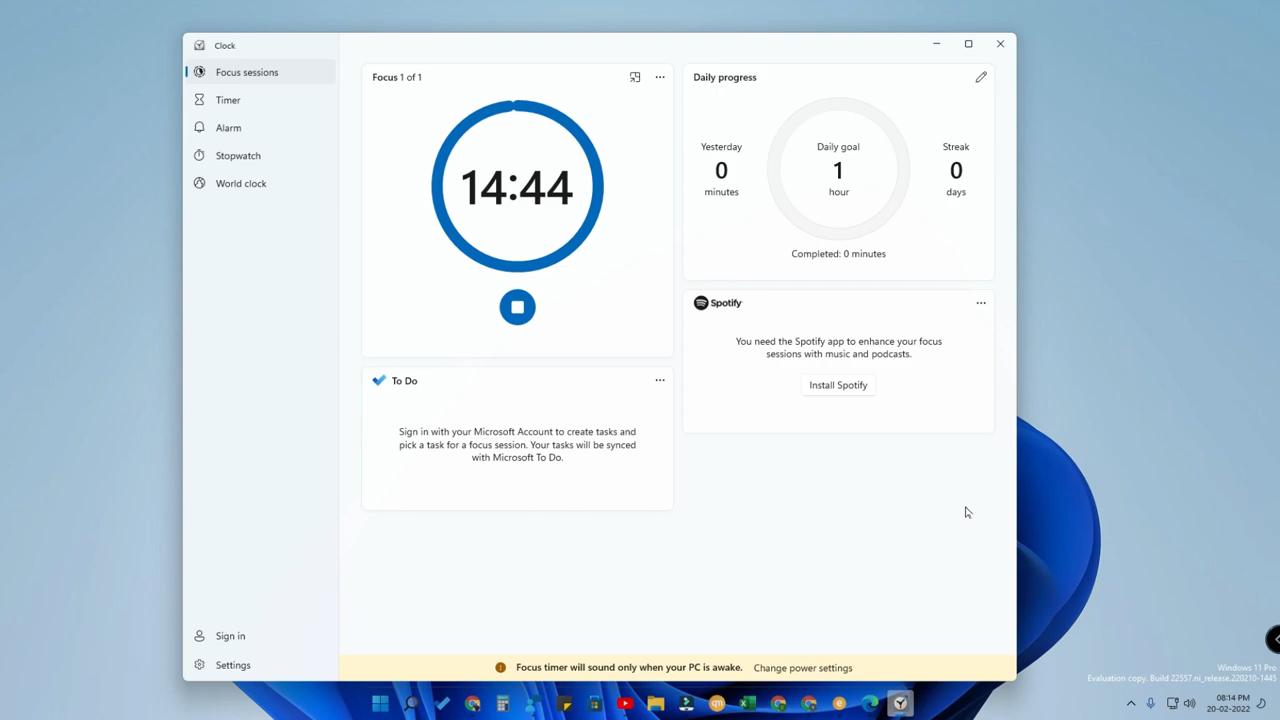 Clock
Focus sessions
Timer
Alarm
Stopwatch
World clock
Sign in
Settings
Focus 1 of 1
14:44
To Do
Sign in with your Microsoft Account to create tasks and
pick a task for a focus session. Your tasks will be synced
with Microsoft To Do.
Daily progress
Yesterday
0
minutes
Daily goal
1
hour
Streak
0
days
Completed: 0 minutes
Spotify
You need the Spotify app to enhance your focus
sessions with music and podcasts.
Install Spotify
Focus timer will sound only when your PC is awake. Change power settings
Windows 11 Pro
Evaluation copy. Build 22557.ni_release.220210-1445
08:14 PM
20-02-2022